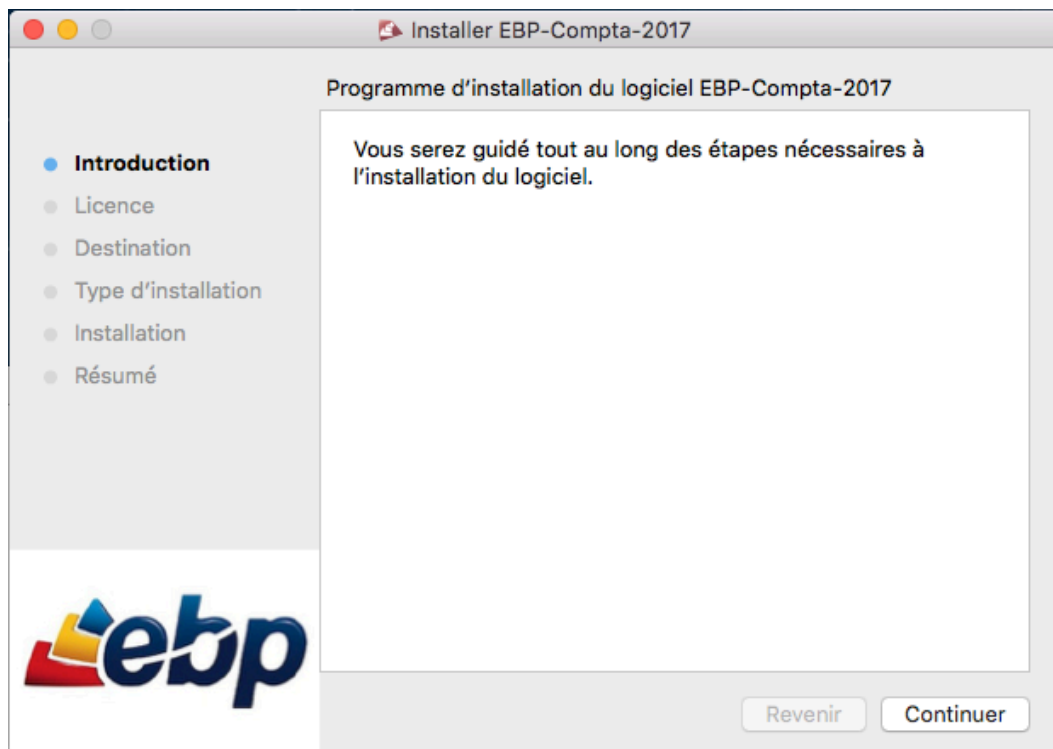 Installer EBP-Compta-2017
Programme d’installation du logiciel EBP-Compta-2017
Introduction
Licence
Destination
Type d’installation
Installation
Résumé
Vous serez guidé tout au long des étapes nécessaires à
l’installation du logiciel.
ebp
Revenir
Continuer